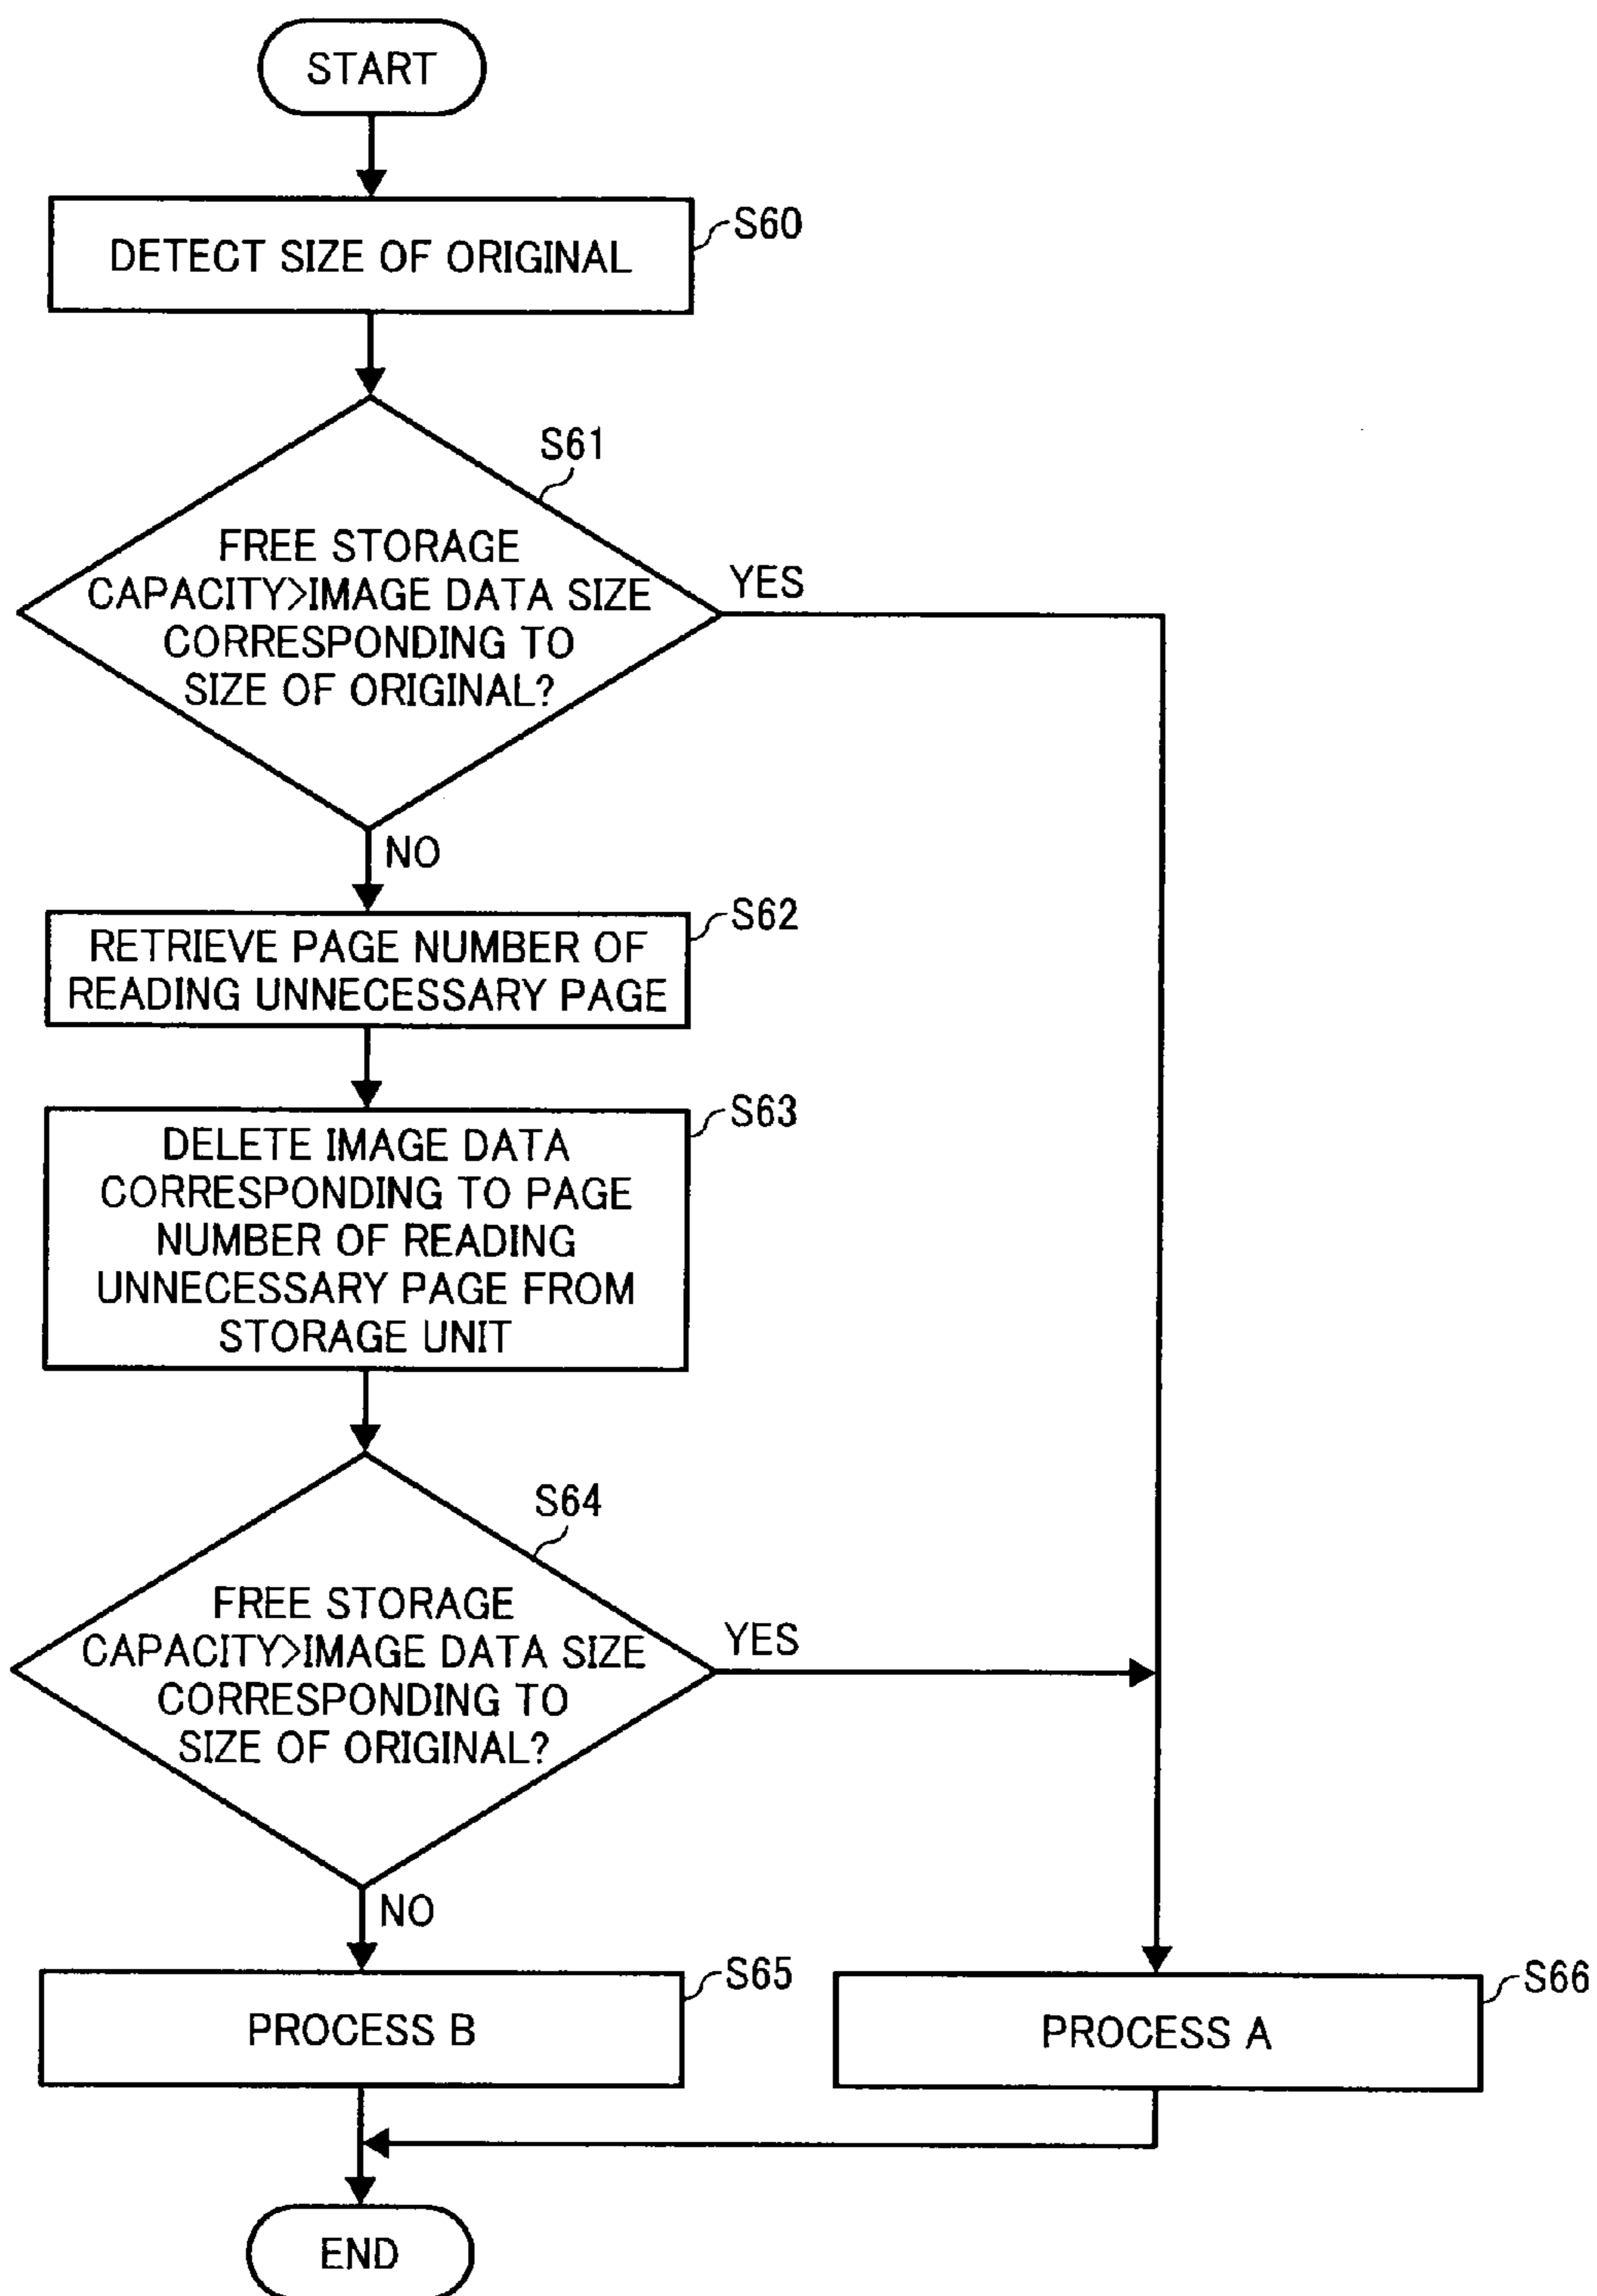 START
DETECT SIZE OF ORIGINAL
S60
S61
FREE STORAGE
CAPACITY>IMAGE DATA SIZE
CORRESPONDING TO
SIZE OF ORIGINAL?
YES
NO
RETRIEVE PAGE NUMBER OF
READING UNNECESSARY PAGE
S62
DELETE IMAGE DATA
CORRESPONDING TO PAGE
NUMBER OF READING
UNNECESSARY PAGE FROM
STORAGE UNIT
S63
S64
FREE STORAGE
CAPACITY>IMAGE DATA SIZE
CORRESPONDING TO
SIZE OF ORIGINAL?
YES
NO
PROCESS B
S65
PROCESS A
S66
END